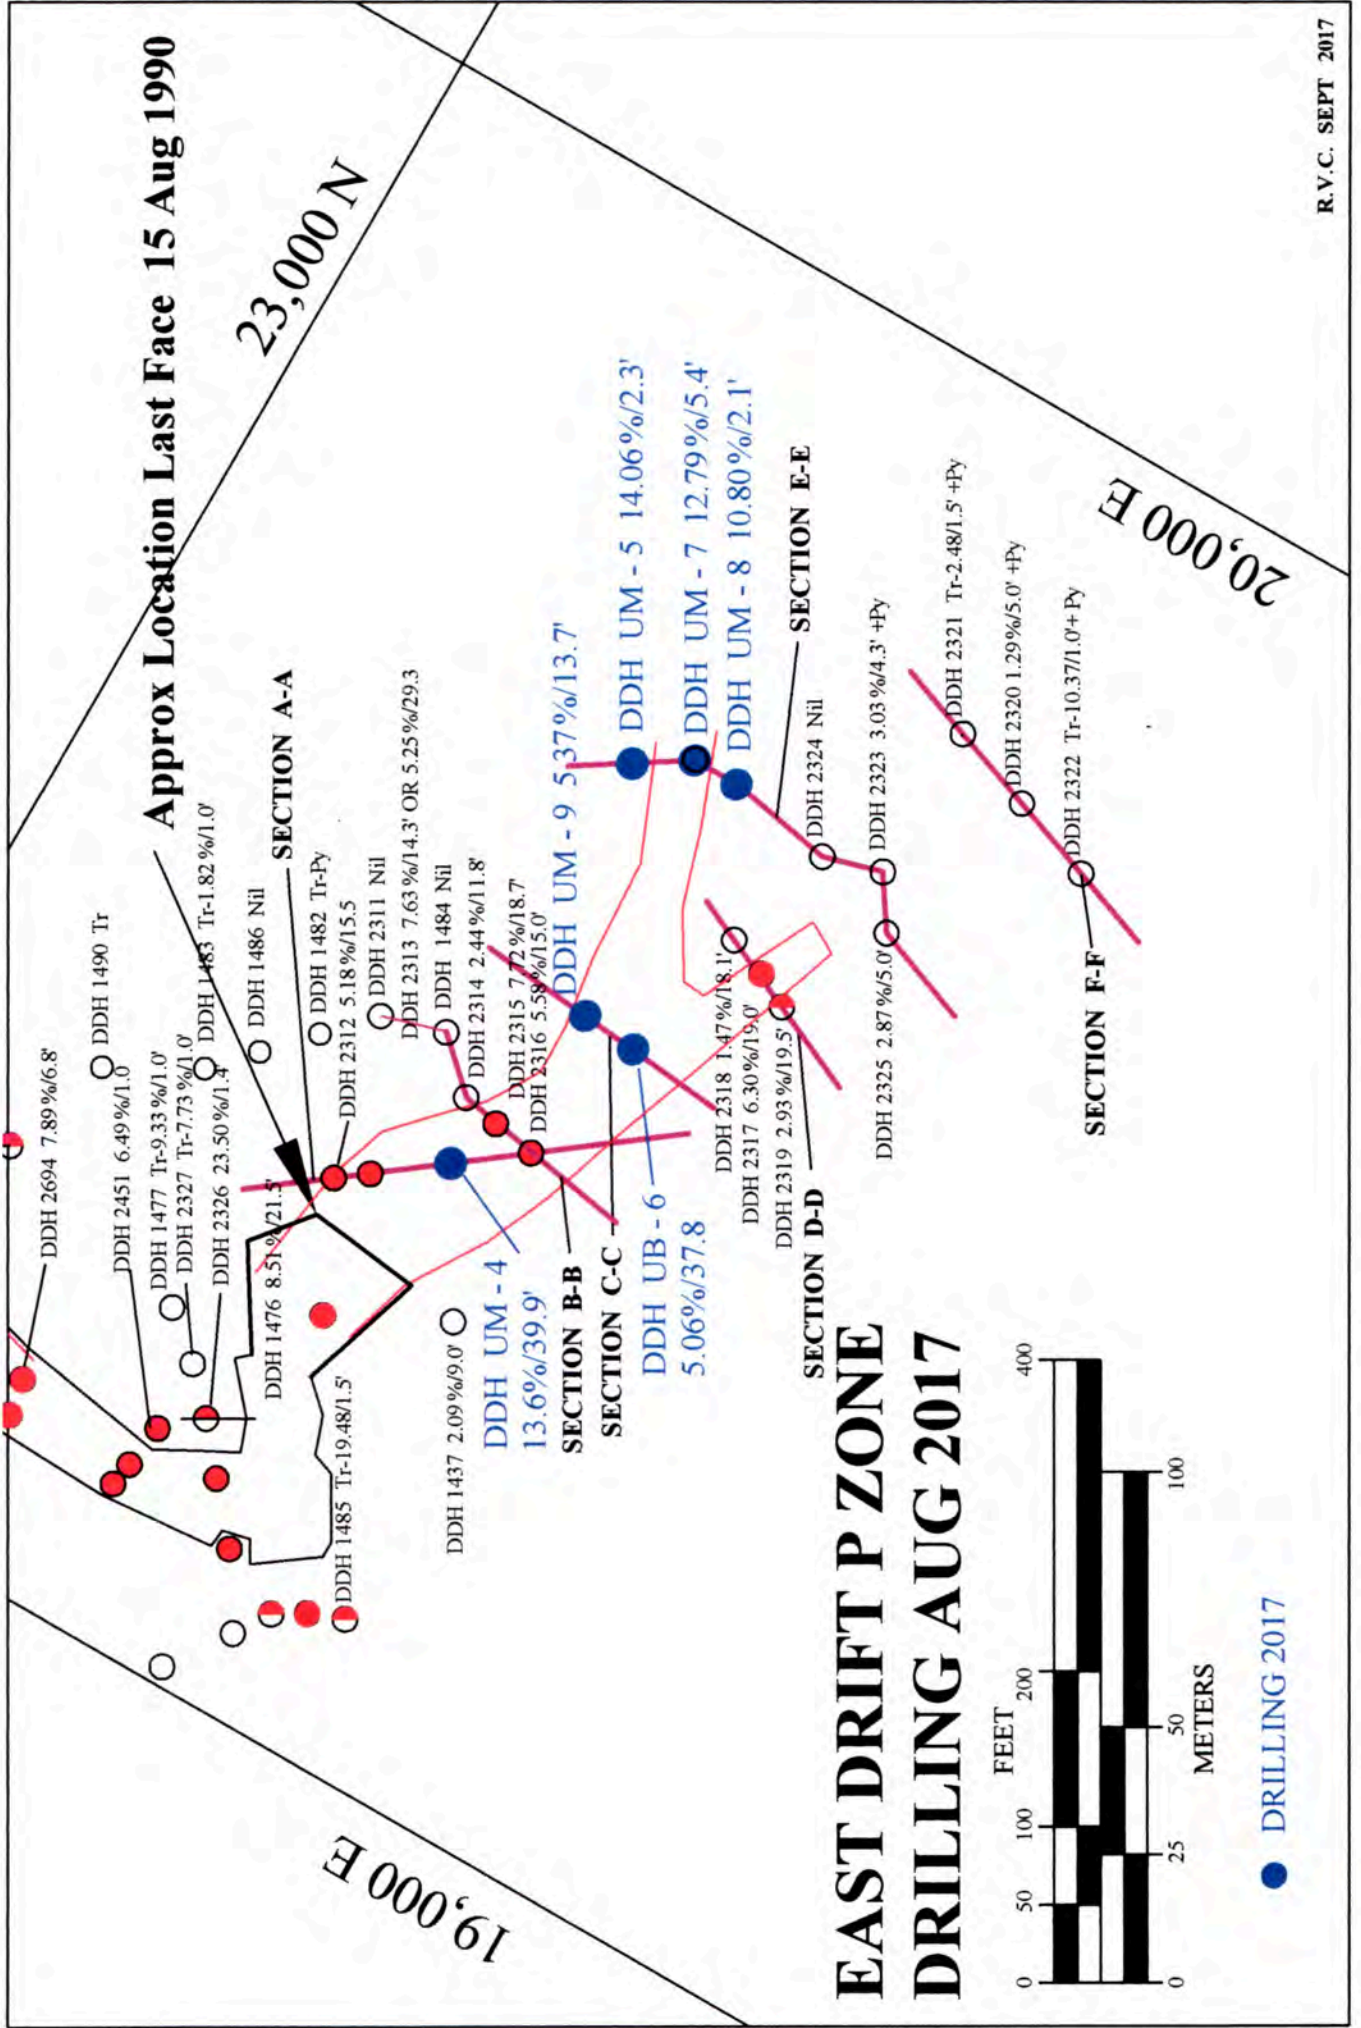 Approx Location Last Face 15 Aug 1990
23,000 N
DDH 2694 7.89%/6.8'
DDH 1490 Tr
DDH 2451 6.49%/1.0
DDH 1477 Tr-9.33%/1.0'
DDH 2327 Tr-7.73%/1.0'
DDH 1483 Tr-1.82%/1.0'
DDH 2326 23.50%/1.4'
DDH 1486 Nil
DDH 1476 8.51%/21.5'
SECTION A-A
DDH 1482 Tr-Py
DDH 2312 5.18%/15.5
DDH 1485 Tr-19.48/1.5'
DDH 2311 Nil
DDH 2313 7.63%/14.3' OR 5.25%/29.3
DDH 1484 Nil
DDH 1437 2.09%/9.0'
DDH 2314 2.44%/11.8'
DDH UM - 4
13.6%/39.9'
DDH 2315 7.72%/18.7'
DDH 2316 5.58%/15.0'
DDH UM - 9 5.37%/13.7'
SECTION B-B
SECTION C-C
DDH UM - 5 14.06%/2.3'
DDH UB - 6
5.06%/37.8
DDH UM - 7 12.79%/5.4'
DDH UM - 8 10.80%/2.1'
DDH 2318 1.47%/18.1'
DDH 2317 6.30%/19.0'
DDH 2319 2.93%/19.5'
SECTION D-D
SECTION E-E
DDH 2324 Nil
DDH 2323 3.03 %/4.3' +Py
DDH 2325 2.87%/5.0'
DDH 2321 Tr-2.48/1.5' +Py
DDH 2320 1.29%/5.0' +Py
DDH 2322 Tr-10.37/1.0'+ Py
SECTION F-F
20,000 E
19,000 E
EAST DRIFT P ZONE
DRILLING AUG 2017
FEET
0 50 100 200 400
0 25 50 100
METERS
DRILLING 2017
R.V.C. SEPT 2017